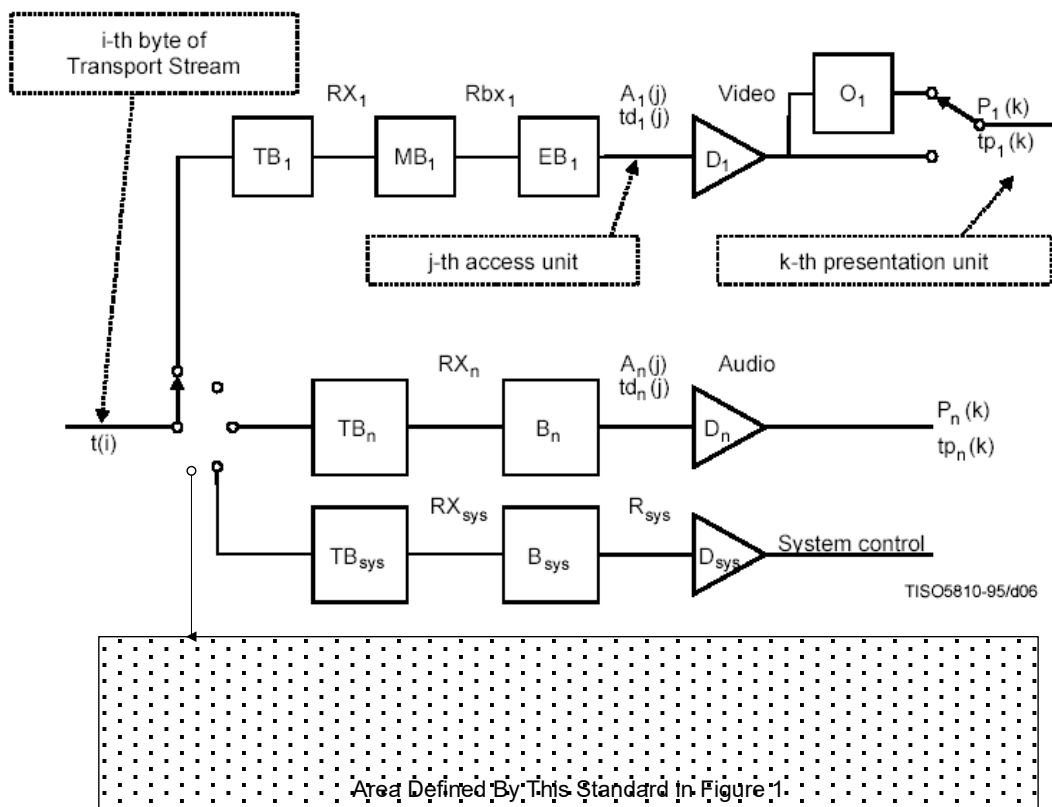 i-th byte of
Transport Stream
RX1
Rbx1
A1(j)
td1(j)
Video
O1
P1(k)
tp1(k)
TB1
MB1
EB1
D1
j-th access unit
k-th presentation unit
t(i)
RXn
An(j)
tdn(j)
Audio
TBn
Bn
Dn
Pn(k)
tpn(k)
RXsys
Rsys
TBsys
Bsys
Dsys
System control
TISO5810-95/d06
Area Defined By This Standard In Figure 1